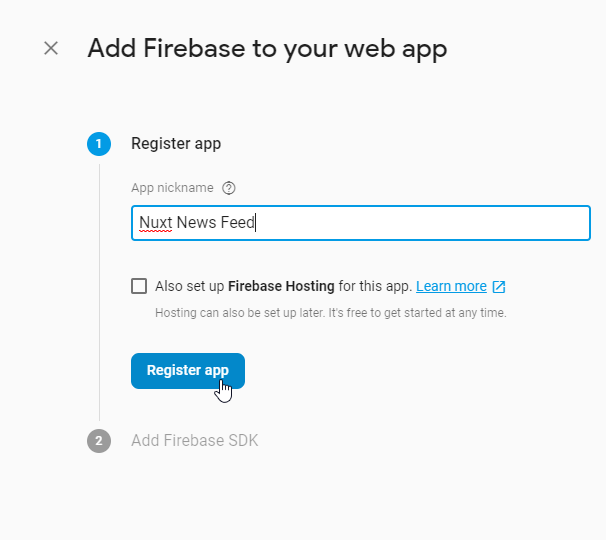 Add Firebase to your web app
1 Register app
App nickname ?
Nuxt News Feed
Also set up Firebase Hosting for this app. Learn more
Hosting can also be set up later. It's free to get started at any time.
Register app
2 Add Firebase SDK